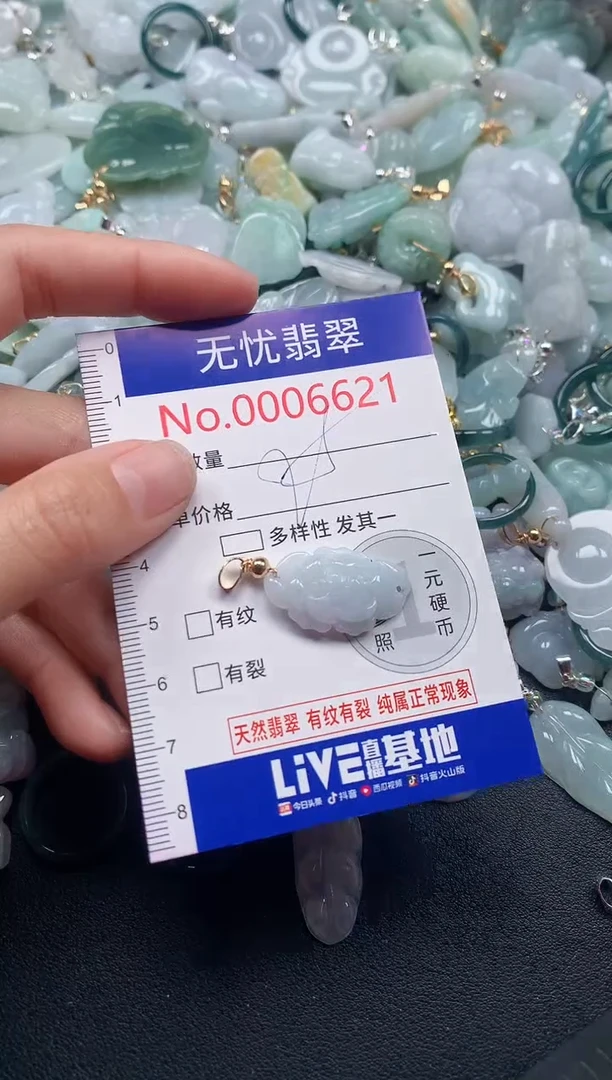 无忧翡翠
No.0006621
数量
单价格
多样性 发其一
一元硬币
照
有纹
有裂
天然翡翠 有纹有裂 纯属正常现象
LiVE直播基地
今日头条 抖音 西瓜视频 抖音火山版
0
1
4
5
6
7
8